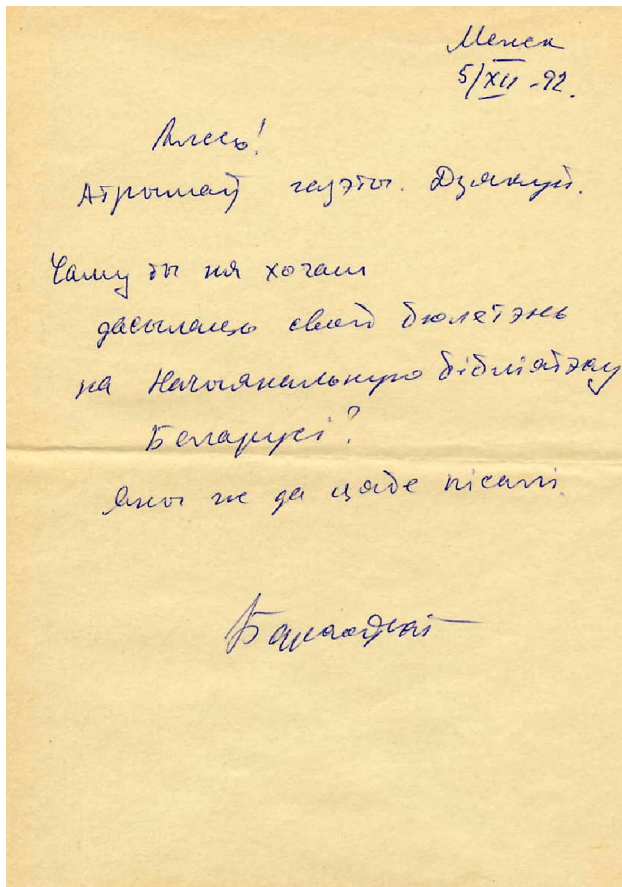 Менск
5/XII-92.
Алесь!
Атрымаў газэты. Дзякуй.
Чаму ты ня хочаш
дасылаць свой бюлетэнь
на Нацыянальную бібліятэку
Беларусі?
Яны ж да цябе пісалі.